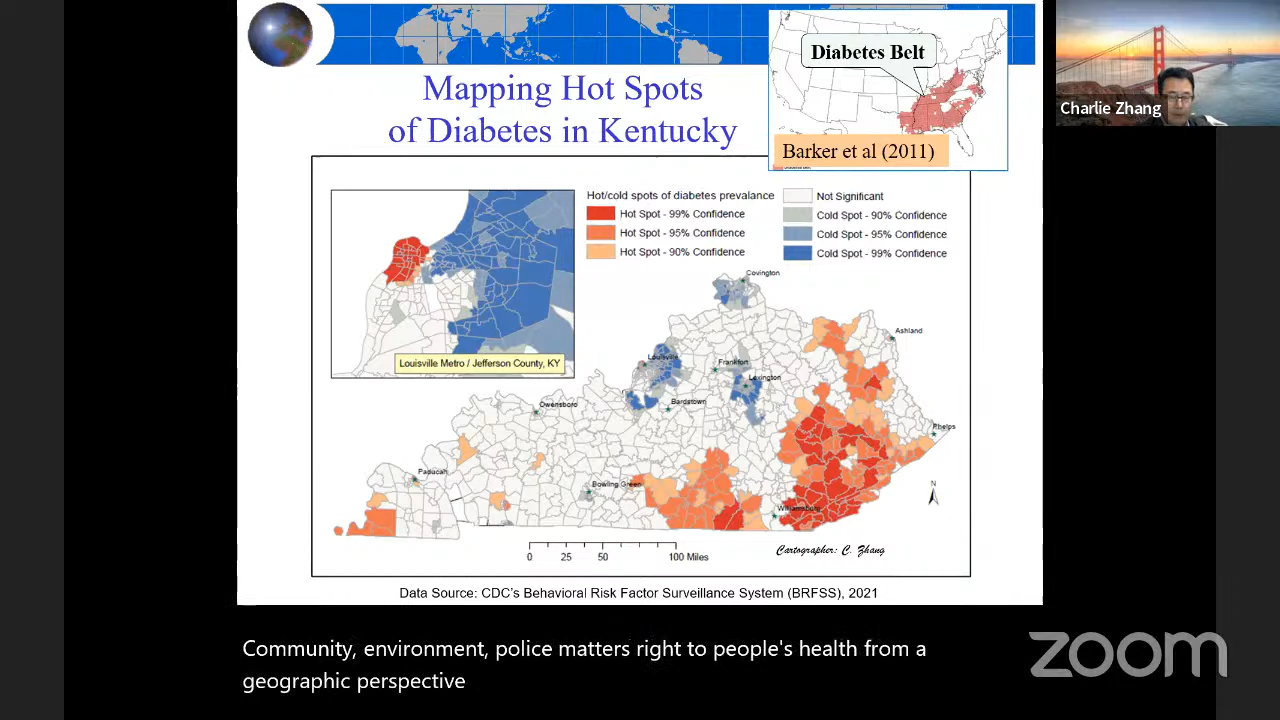 Mapping Hot Spots
of Diabetes in Kentucky
Diabetes Belt
Barker et al (2011)
Charlie Zhang
Hot/cold spots of diabetes prevalance
Hot Spot - 99% Confidence
Hot Spot - 95% Confidence
Hot Spot - 90% Confidence
Not Significant
Cold Spot - 90% Confidence
Cold Spot - 95% Confidence
Cold Spot - 99% Confidence
Louisville Metro / Jefferson County, KY
Covington
Ashland
Louisville
Frankfort
Lexington
Bardstown
Owensboro
Phelps
Paducah
Bowling Green
Williamsburg
N
0 25 50 100 Miles
Cartographer: C. Zhang
Data Source: CDC's Behavioral Risk Factor Surveillance System (BRFSS), 2021
Community, environment, police matters right to people's health from a
geographic perspective
zoom